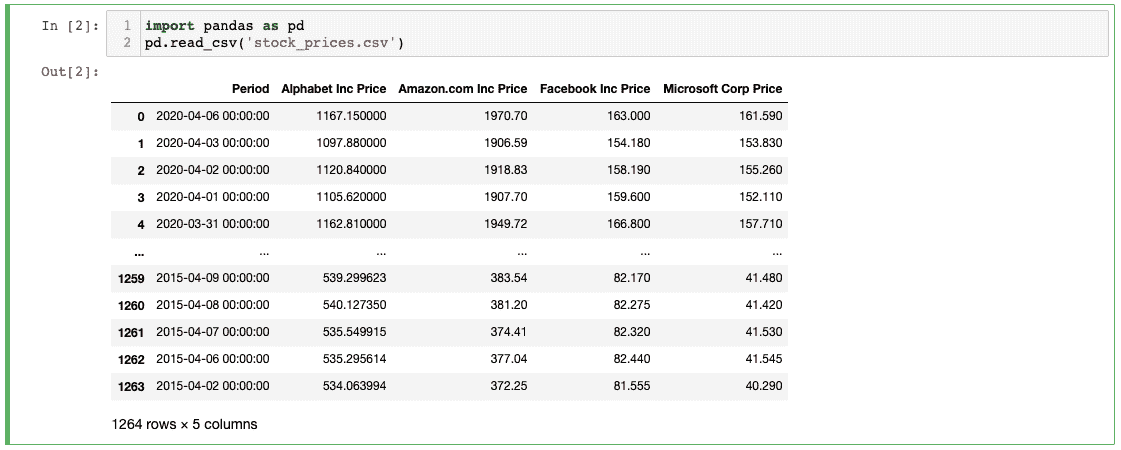 In [2]: 1 import pandas as pd
2 pd.read_csv('stock_prices.csv')
Out[2]:
Period Alphabet Inc Price Amazon.com Inc Price Facebook Inc Price Microsoft Corp Price
0 2020-04-06 00:00:00 1167.150000 1970.70 163.000 161.590
1 2020-04-03 00:00:00 1097.880000 1906.59 154.180 153.830
2 2020-04-02 00:00:00 1120.840000 1918.83 158.190 155.260
3 2020-04-01 00:00:00 1105.620000 1907.70 159.600 152.110
4 2020-03-31 00:00:00 1162.810000 1949.72 166.800 157.710
... ... ... ... ... ...
1259 2015-04-09 00:00:00 539.299623 383.54 82.170 41.480
1260 2015-04-08 00:00:00 540.127350 381.20 82.275 41.420
1261 2015-04-07 00:00:00 535.549915 374.41 82.320 41.530
1262 2015-04-06 00:00:00 535.295614 377.04 82.440 41.545
1263 2015-04-02 00:00:00 534.063994 372.25 81.555 40.290
1264 rows × 5 columns